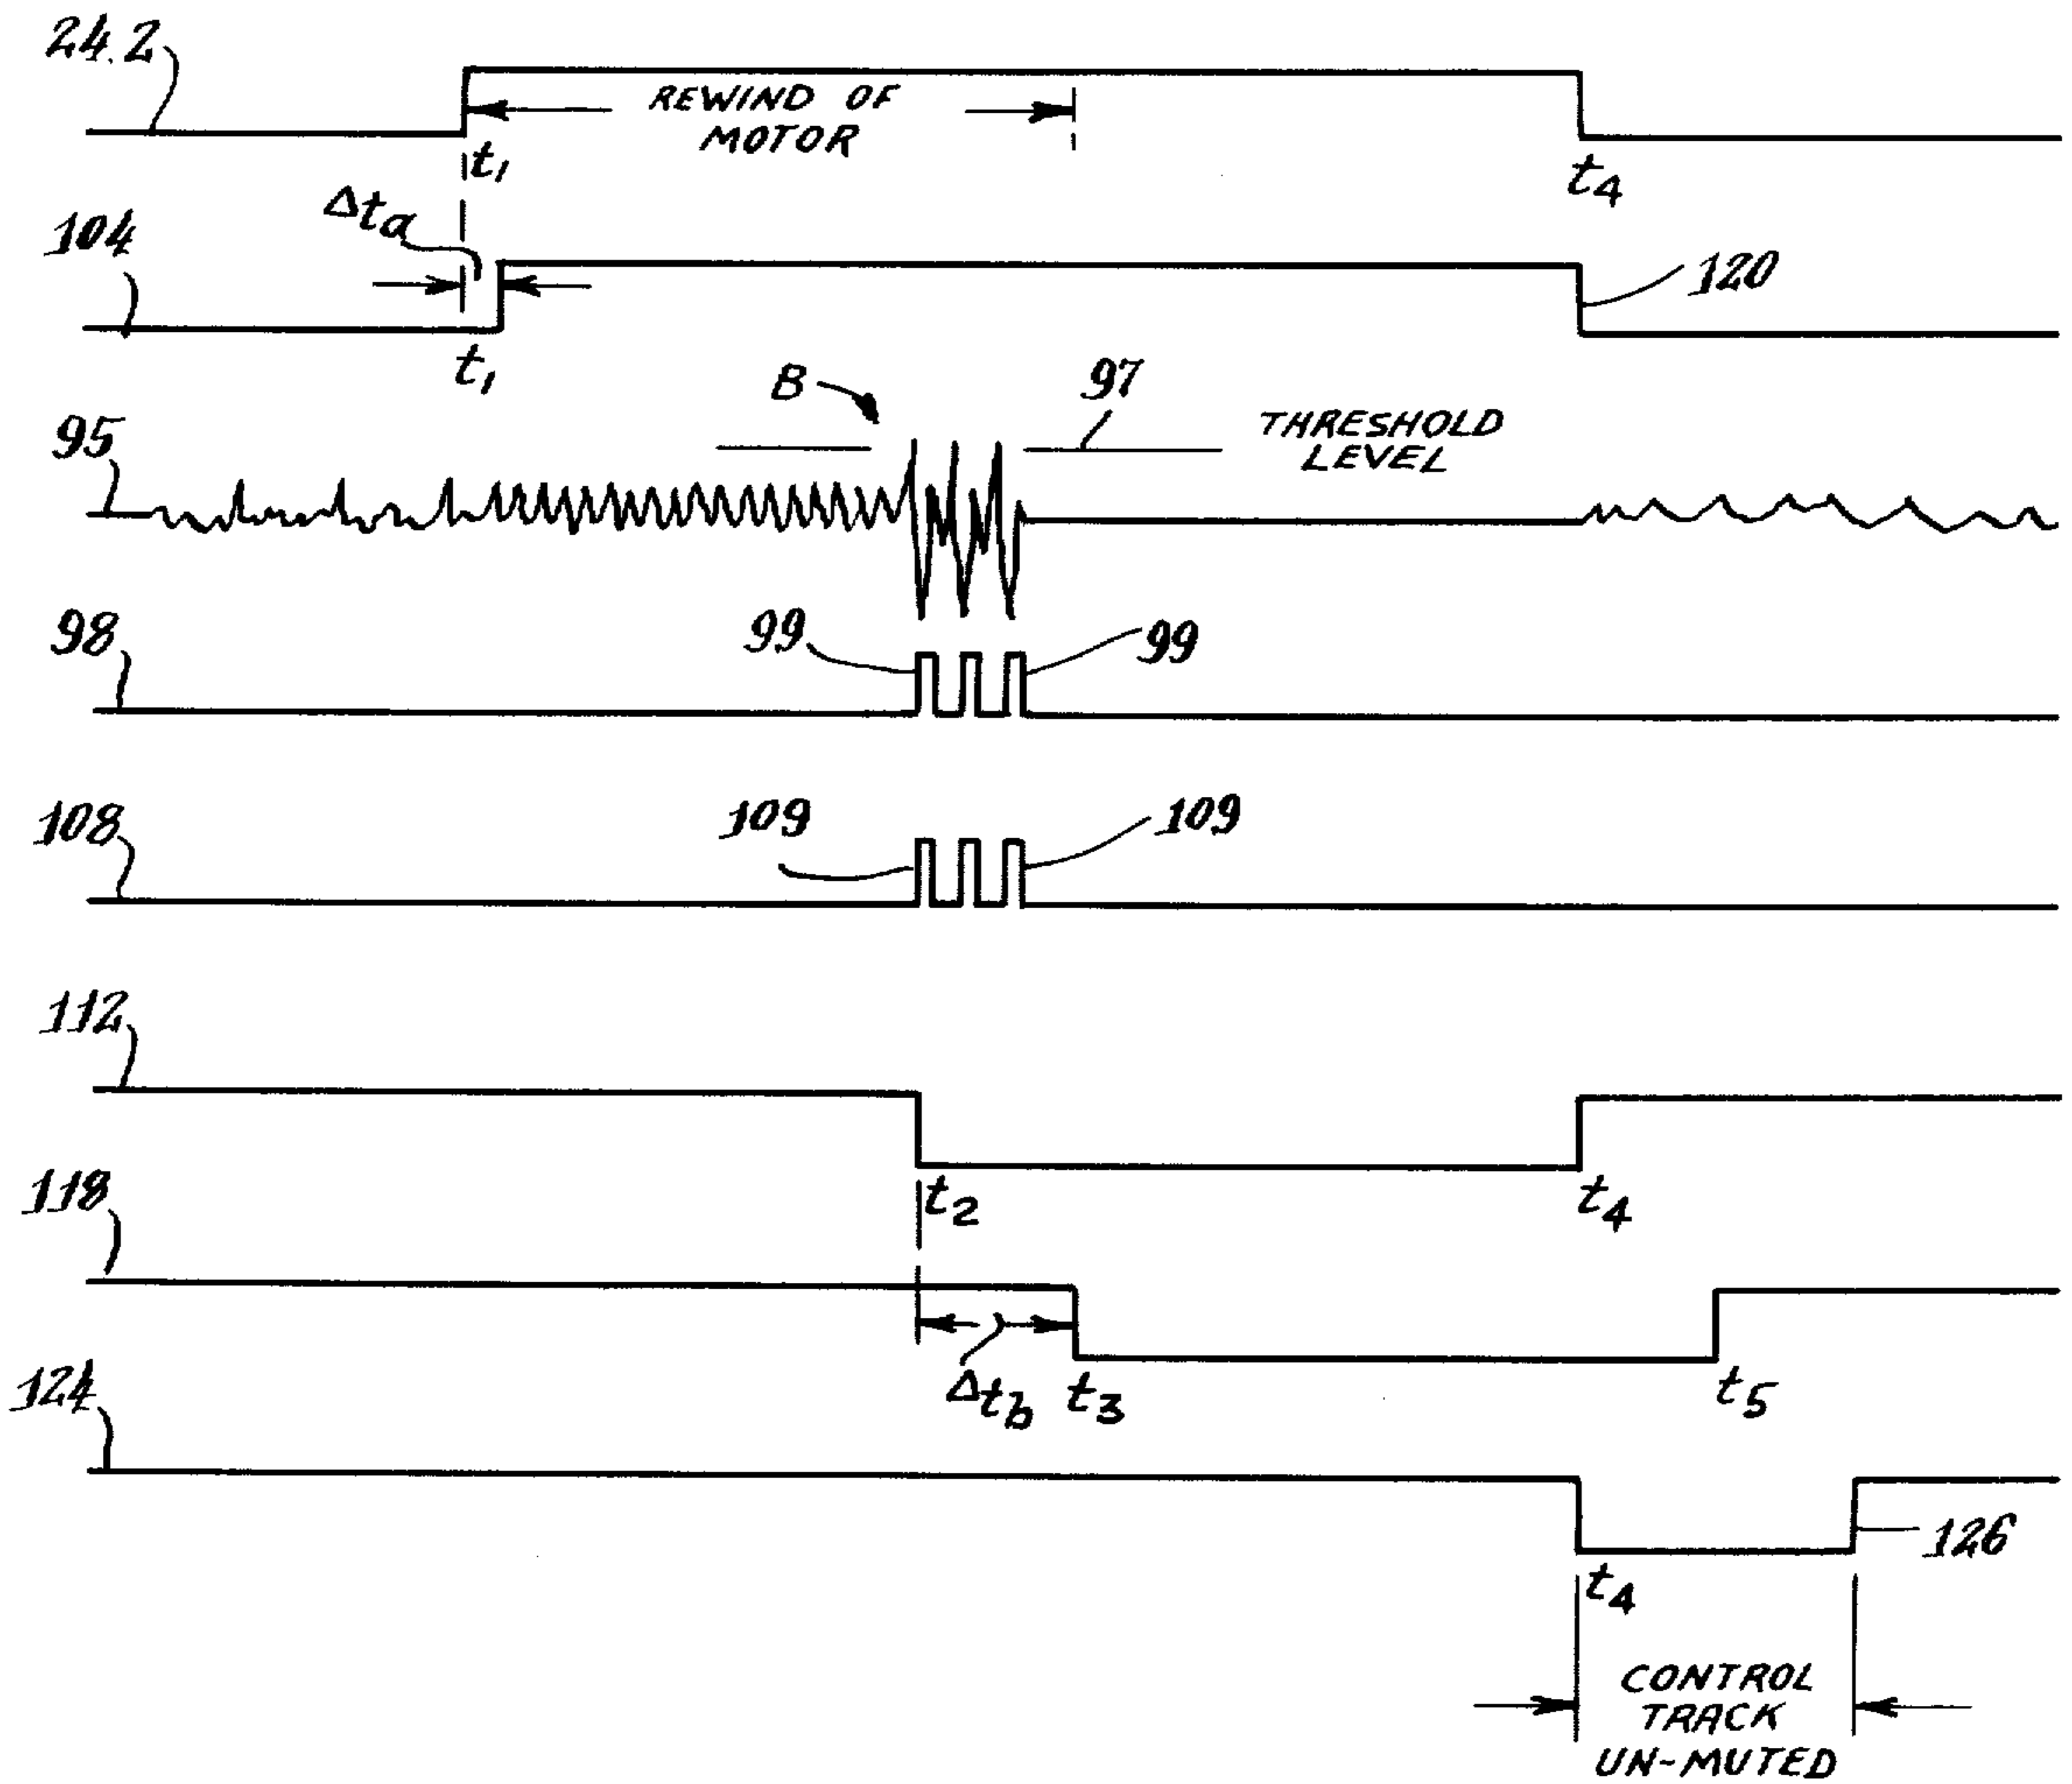 24.2
REWIND OF
MOTOR
t1
t4
Δta
104
120
t1
B
97
THRESHOLD
LEVEL
95
98
99
99
108
109
109
112
t2
t4
118
Δtb
t3
t5
124
126
t4
CONTROL
TRACK
UN-MUTED